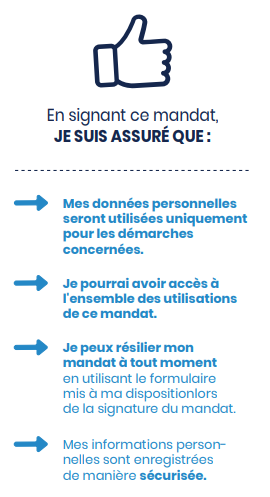 En signant ce mandat,
JE SUIS ASSURÉ QUE :
Mes données personnelles
seront utilisées uniquement
pour les démarches
concernées.
Je pourrai avoir accès à
l'ensemble des utilisations
de ce mandat.
Je peux résilier mon
mandat à tout moment
en utilisant le formulaire
mis à ma dispositionlors
de la signature du mandat.
Mes informations person-
nelles sont enregistrées
de manière sécurisée.